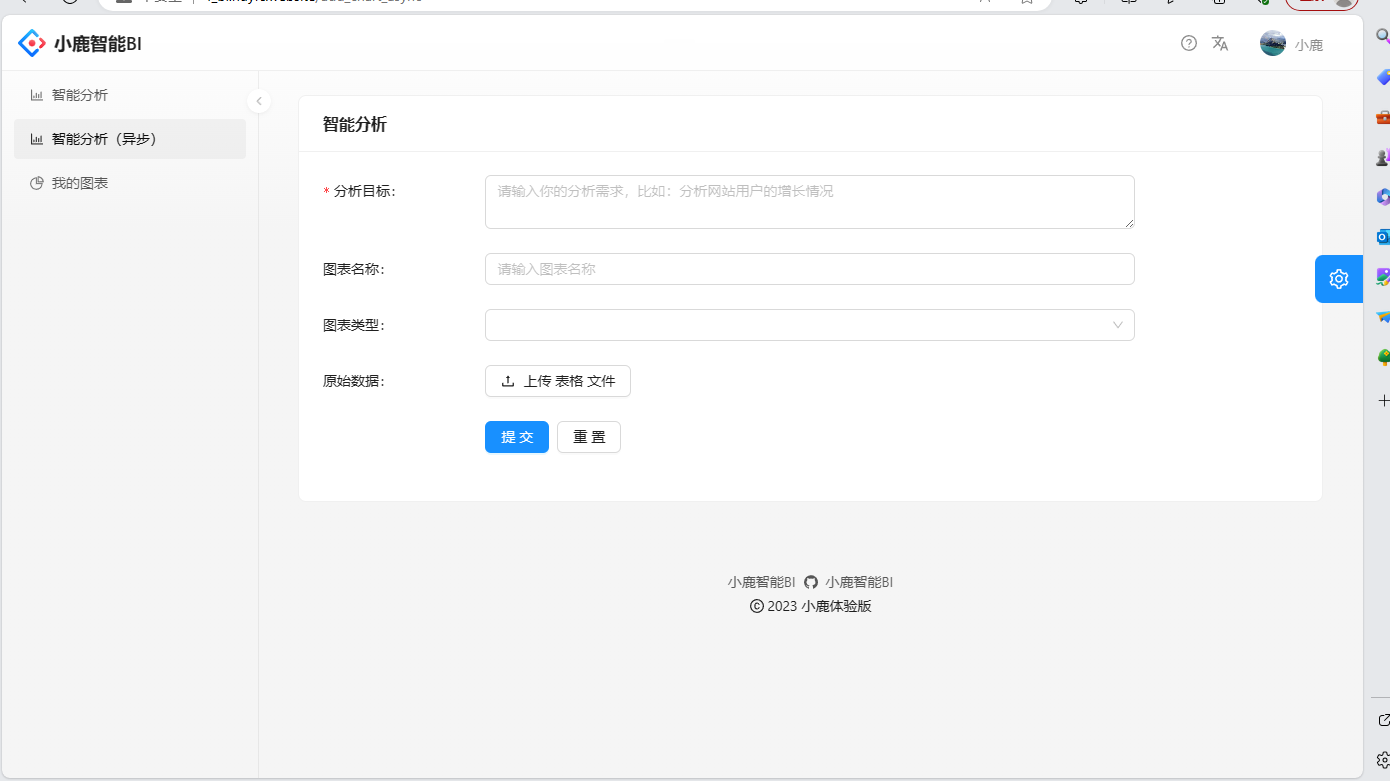 小鹿智能BI
小鹿
智能分析
智能分析（异步）
我的图表
智能分析
* 分析目标：
请输入你的分析需求，比如：分析网站用户的增长情况
图表名称：
请输入图表名称
图表类型：
原始数据：
上传 表格 文件
提 交
重 置
小鹿智能BI 小鹿智能BI
© 2023 小鹿体验版